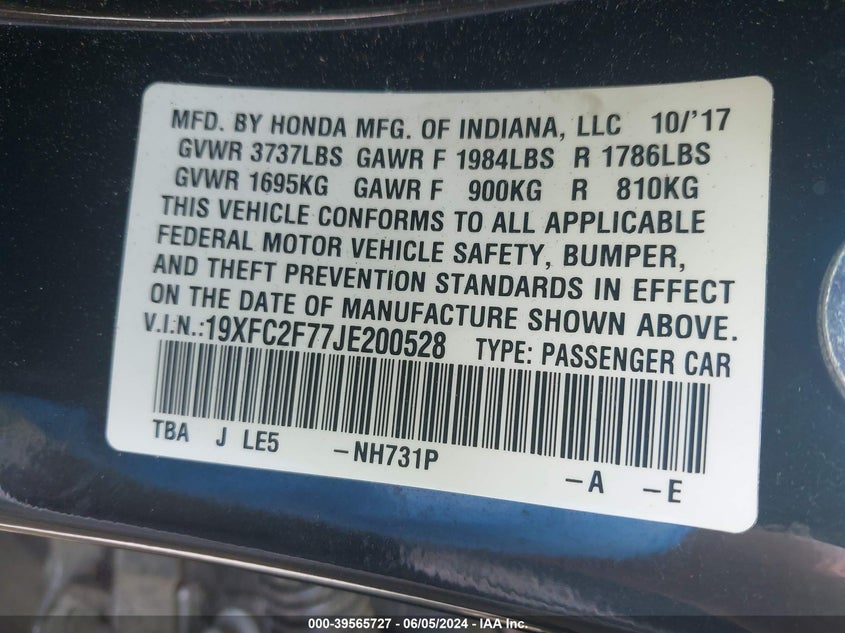 MFD. BY HONDA MFG. OF INDIANA, LLC 10/'17
GVWR 3737LBS GAWR F 1984LBS R 1786LBS
GVWR 1695KG GAWR F 900KG R 810KG
THIS VEHICLE CONFORMS TO ALL APPLICABLE
FEDERAL MOTOR VEHICLE SAFETY, BUMPER,
AND THEFT PREVENTION STANDARDS IN EFFECT
ON THE DATE OF MANUFACTURE SHOWN ABOVE.
V.I.N.:19XFC2F77JE200528 TYPE: PASSENGER CAR
TBA J LE5 -NH731P -A -E
000-39565727 - 06/05/2024 - IAA Inc.